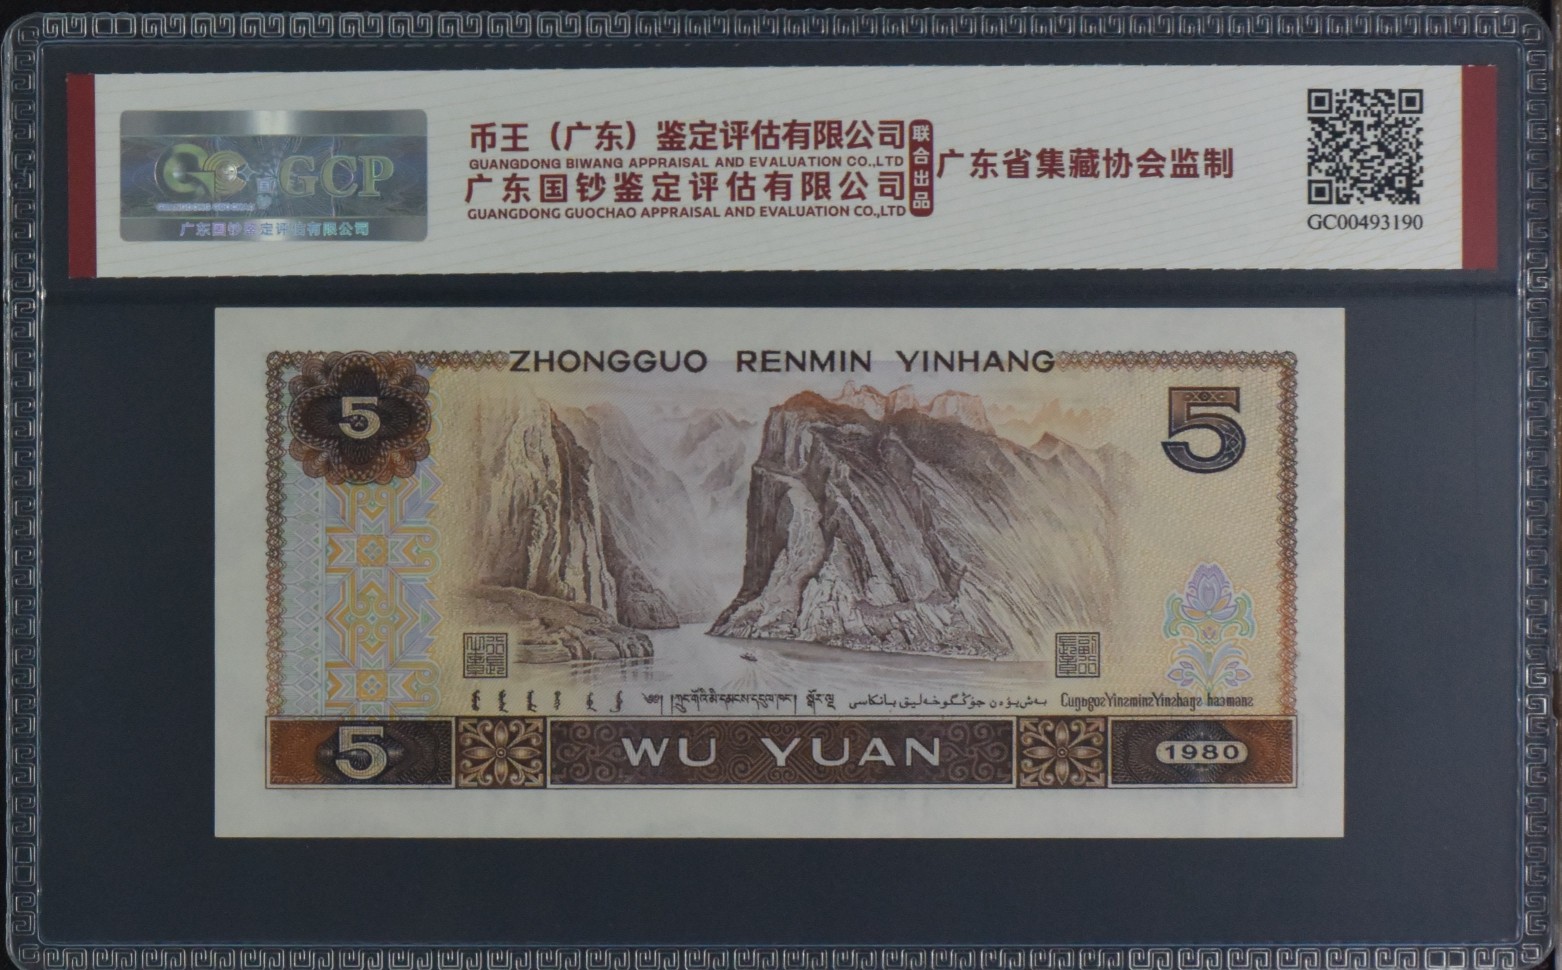 GCP
广东国钞鉴定评估有限公司
币王（广东）鉴定评估有限公司
GUANGDONG BIWANG APPRAISAL AND EVALUATION CO.,LTD
广东国钞鉴定评估有限公司
GUANGDONG GUOCHAO APPRAISAL AND EVALUATION CO.,LTD
联合出品
广东省集藏协会监制
GC00493190
ZHONGGUO RENMIN YINHANG
5
5
Cuŋƅgoƨ Yinƨminƨ Yinƨhaŋƨ
5
WU YUAN
1980